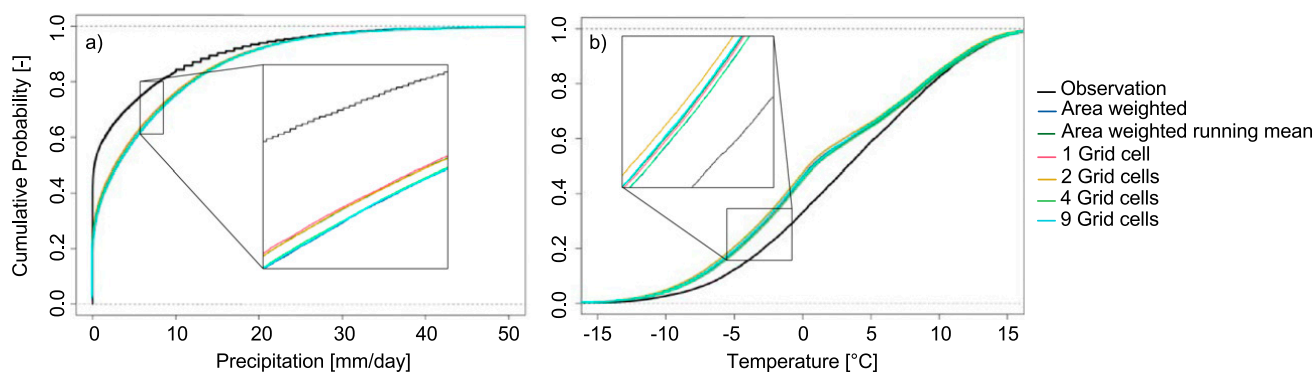 a)
Cumulative Probability [-]
1.0
0.8
0.6
0.4
0.2
0.0
0 10 20 30 40 50
Precipitation [mm/day]
b)
1.0
0.8
0.6
0.4
0.2
0.0
-15 -10 -5 0 5 10 15
Temperature [°C]
Observation
Area weighted
Area weighted running mean
1 Grid cell
2 Grid cells
4 Grid cells
9 Grid cells